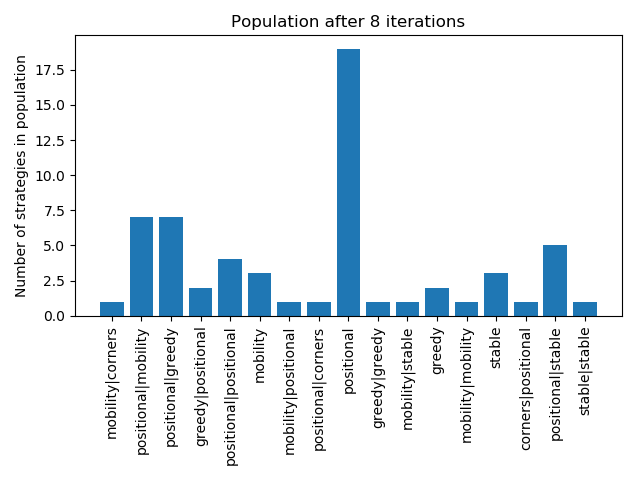 Population after 8 iterations
Number of strategies in population
17.5
15.0
12.5
10.0
7.5
5.0
2.5
0.0
mobility|corners
positional|mobility
positional|greedy
greedy|positional
positional|positional
mobility
mobility|positional
positional|corners
positional
greedy|greedy
mobility|stable
greedy
mobility|mobility
stable
corners|positional
positional|stable
stable|stable